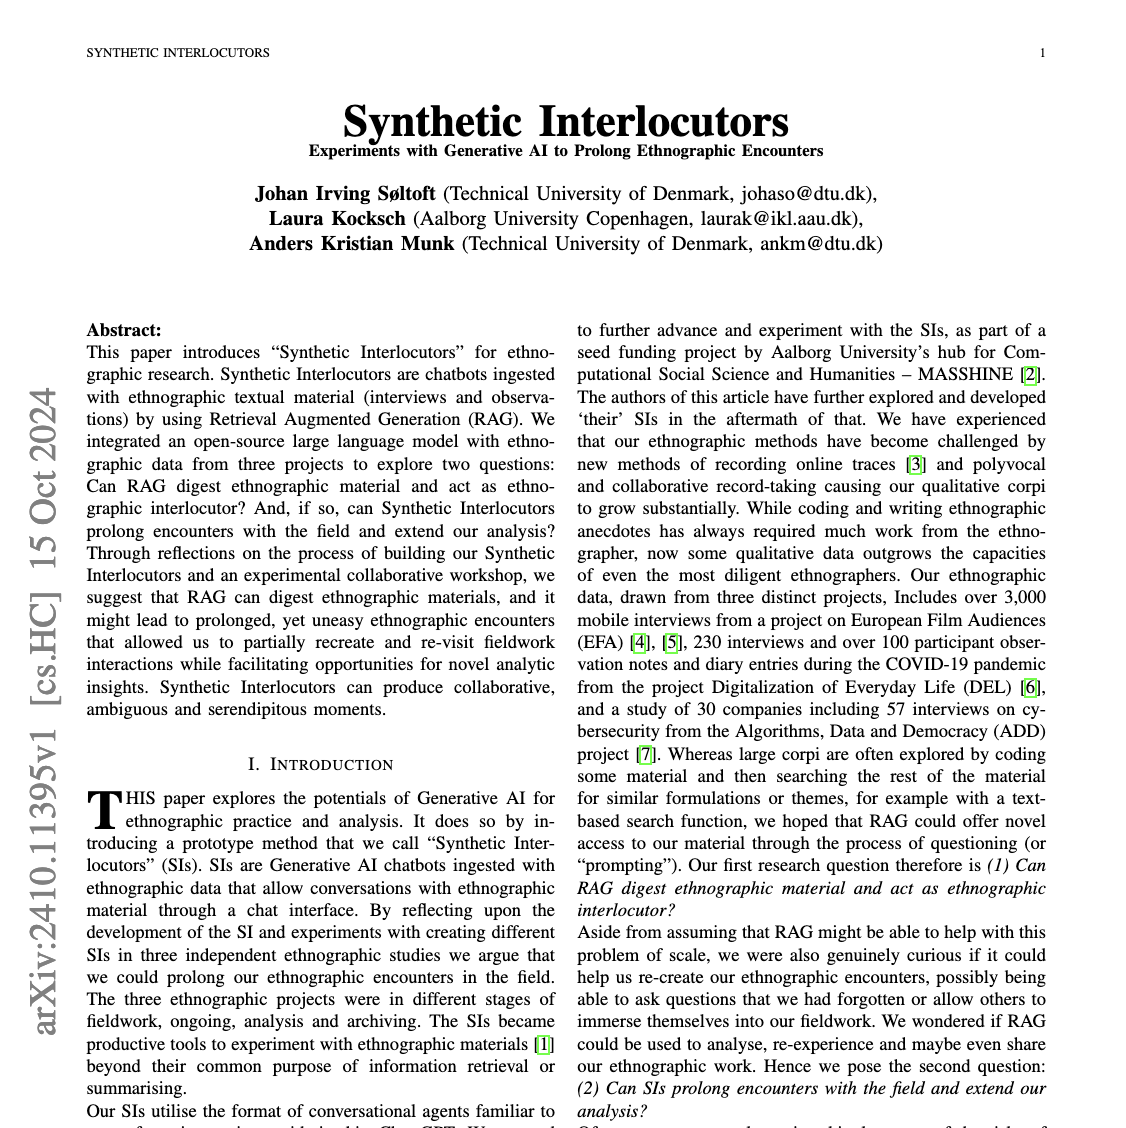 SYNTHETIC INTERLOCUTORS
1
Synthetic Interlocutors
Experiments with Generative AI to Prolong Ethnographic Encounters
Johan Irving Søltoft (Technical University of Denmark, johaso@dtu.dk),
Laura Kocksch (Aalborg University Copenhagen, laurak@ikl.aau.dk),
Anders Kristian Munk (Technical University of Denmark, ankm@dtu.dk)
arXiv:2410.11395v1 [cs.HC] 15 Oct 2024
Abstract:
This paper introduces “Synthetic Interlocutors” for ethno-
graphic research. Synthetic Interlocutors are chatbots ingested
with ethnographic textual material (interviews and observa-
tions) by using Retrieval Augmented Generation (RAG). We
integrated an open-source large language model with ethno-
graphic data from three projects to explore two questions:
Can RAG digest ethnographic material and act as ethno-
graphic interlocutor? And, if so, can Synthetic Interlocutors
prolong encounters with the field and extend our analysis?
Through reflections on the process of building our Synthetic
Interlocutors and an experimental collaborative workshop, we
suggest that RAG can digest ethnographic materials, and it
might lead to prolonged, yet uneasy ethnographic encounters
that allowed us to partially recreate and re-visit fieldwork
interactions while facilitating opportunities for novel analytic
insights. Synthetic Interlocutors can produce collaborative,
ambiguous and serendipitous moments.
I. INTRODUCTION
THIS paper explores the potentials of Generative AI for
ethnographic practice and analysis. It does so by in-
troducing a prototype method that we call “Synthetic Inter-
locutors” (SIs). SIs are Generative AI chatbots ingested with
ethnographic data that allow conversations with ethnographic
material through a chat interface. By reflecting upon the
development of the SI and experiments with creating different
SIs in three independent ethnographic studies we argue that
we could prolong our ethnographic encounters in the field.
The three ethnographic projects were in different stages of
fieldwork, ongoing, analysis and archiving. The SIs became
productive tools to experiment with ethnographic materials [1]
beyond their common purpose of information retrieval or
summarising.
Our SIs utilise the format of conversational agents familiar to
to further advance and experiment with the SIs, as part of a
seed funding project by Aalborg University’s hub for Com-
putational Social Science and Humanities – MASSHINE [2].
The authors of this article have further explored and developed
‘their’ SIs in the aftermath of that. We have experienced
that our ethnographic methods have become challenged by
new methods of recording online traces [3] and polyvocal
and collaborative record-taking causing our qualitative corpi
to grow substantially. While coding and writing ethnographic
anecdotes has always required much work from the ethno-
grapher, now some qualitative data outgrows the capacities
of even the most diligent ethnographers. Our ethnographic
data, drawn from three distinct projects, Includes over 3,000
mobile interviews from a project on European Film Audiences
(EFA) [4], [5], 230 interviews and over 100 participant obser-
vation notes and diary entries during the COVID-19 pandemic
from the project Digitalization of Everyday Life (DEL) [6],
and a study of 30 companies including 57 interviews on cy-
bersecurity from the Algorithms, Data and Democracy (ADD)
project [7]. Whereas large corpi are often explored by coding
some material and then searching the rest of the material
for similar formulations or themes, for example with a text-
based search function, we hoped that RAG could offer novel
access to our material through the process of questioning (or
“prompting”). Our first research question therefore is (1) Can
RAG digest ethnographic material and act as ethnographic
interlocutor?
Aside from assuming that RAG might be able to help with this
problem of scale, we were also genuinely curious if it could
help us re-create our ethnographic encounters, possibly being
able to ask questions that we had forgotten or allow others to
immerse themselves into our fieldwork. We wondered if RAG
could be used to analyse, re-experience and maybe even share
our ethnographic work. Hence we pose the second question:
(2) Can SIs prolong encounters with the field and extend our
analysis?